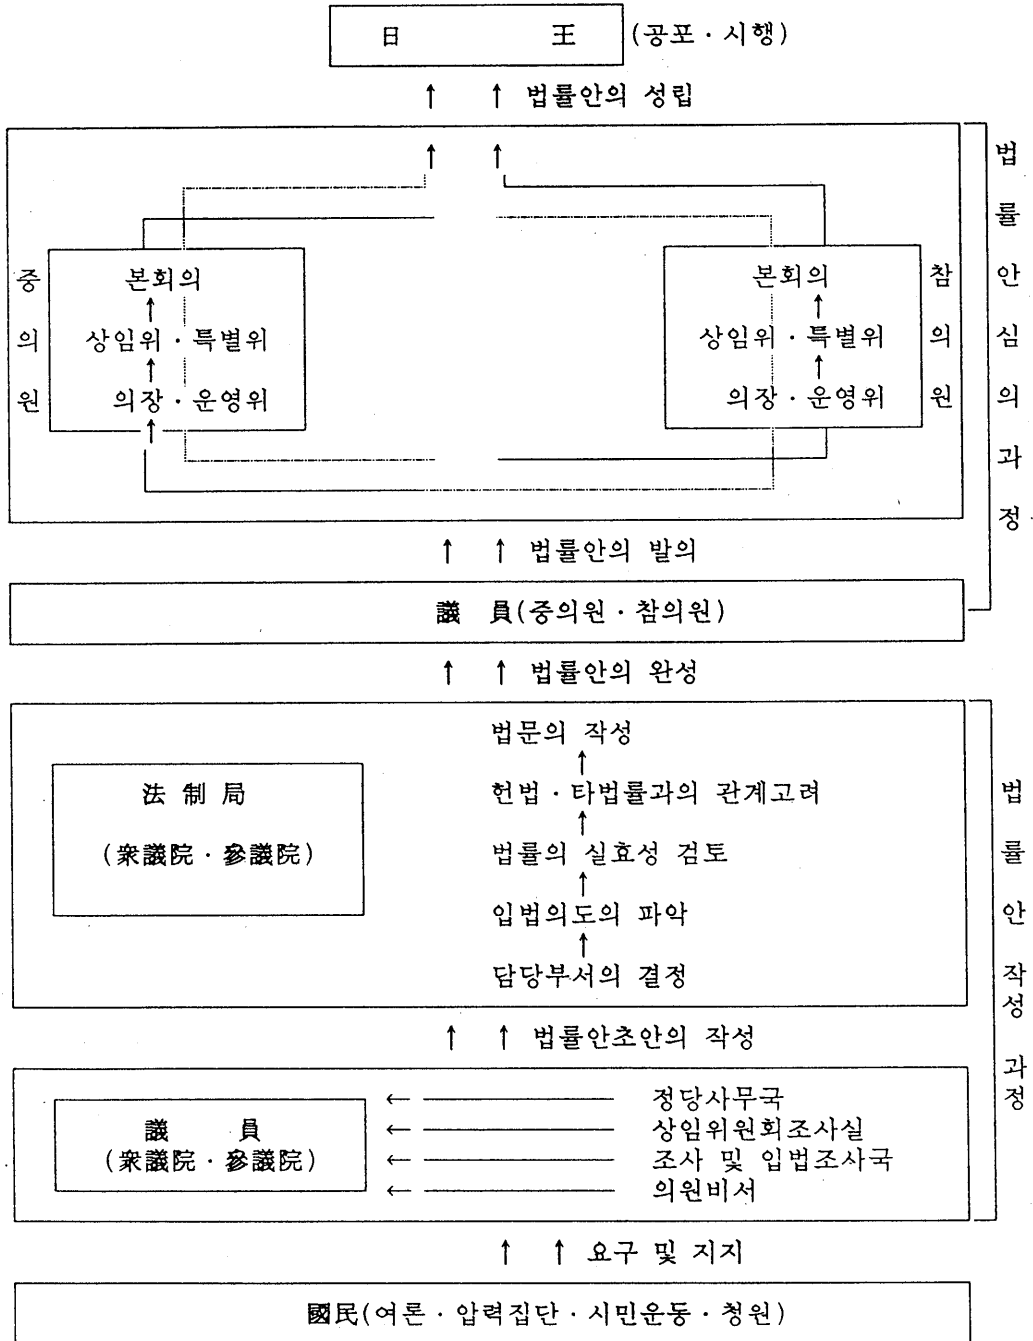 日 王 (공포·시행)
↑ ↑ 법률안의 성립
법률안심의과정
중의원
본회의
상임위·특별위
의장·운영위
참의원
본회의
상임위·특별위
의장·운영위
↑ ↑ 법률안의 발의
議 員(중의원·참의원)
↑ ↑ 법률안의 완성
법률안작성과정
法 制 局
(衆議院·參議院)
법문의 작성
헌법·타법률과의 관계고려
법률의 실효성 검토
입법의도의 파악
담당부서의 결정
↑ ↑ 법률안초안의 작성
議 員
(衆議院·參議院)
정당사무국
상임위원회조사실
조사 및 입법조사국
의원비서
↑ ↑ 요구 및 지지
國民(여론·압력집단·시민운동·청원)